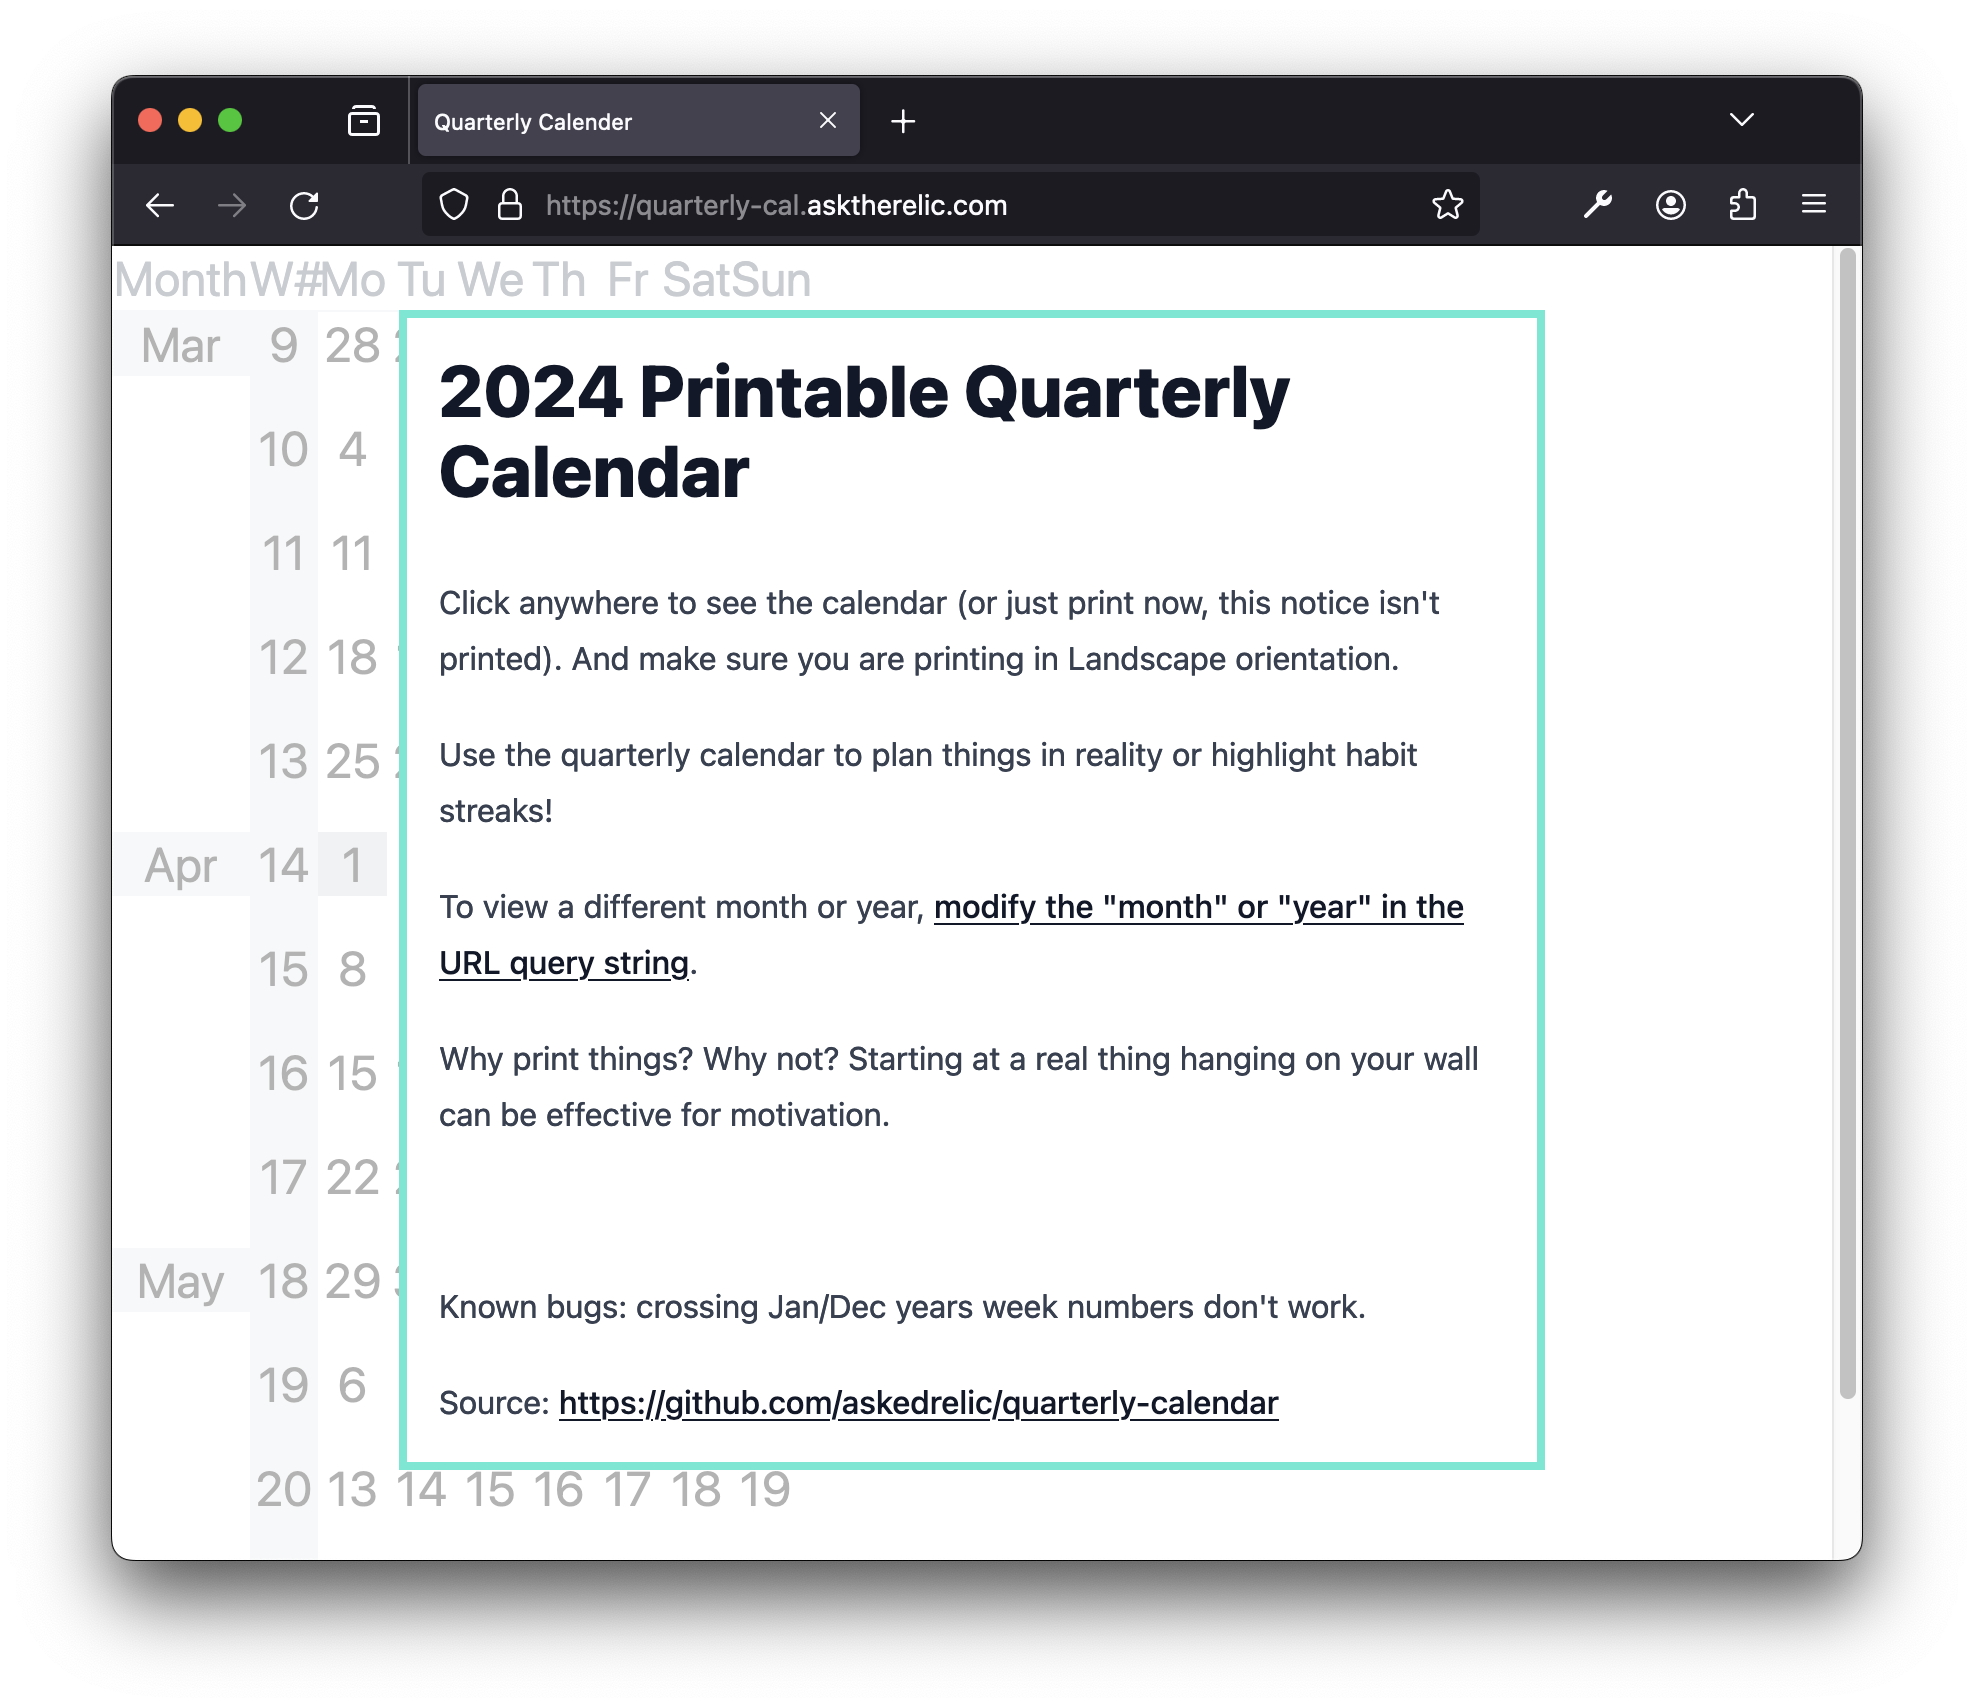 Quarterly Calender
https://quarterly-cal.asktherelic.com
Month W# Mo Tu We Th Fr Sat Sun
Mar 9 28
2024 Printable Quarterly
Calendar
10 4
11 11
Click anywhere to see the calendar (or just print now, this notice isn't
printed). And make sure you are printing in Landscape orientation.
12 18
Use the quarterly calendar to plan things in reality or highlight habit
streaks!
13 25
Apr 14 1
To view a different month or year, modify the "month" or "year" in the
URL query string.
15 8
Why print things? Why not? Starting at a real thing hanging on your wall
can be effective for motivation.
16 15
17 22
May 18 29
Known bugs: crossing Jan/Dec years week numbers don't work.
19 6
Source: https://github.com/askedrelic/quarterly-calendar
20 13 14 15 16 17 18 19